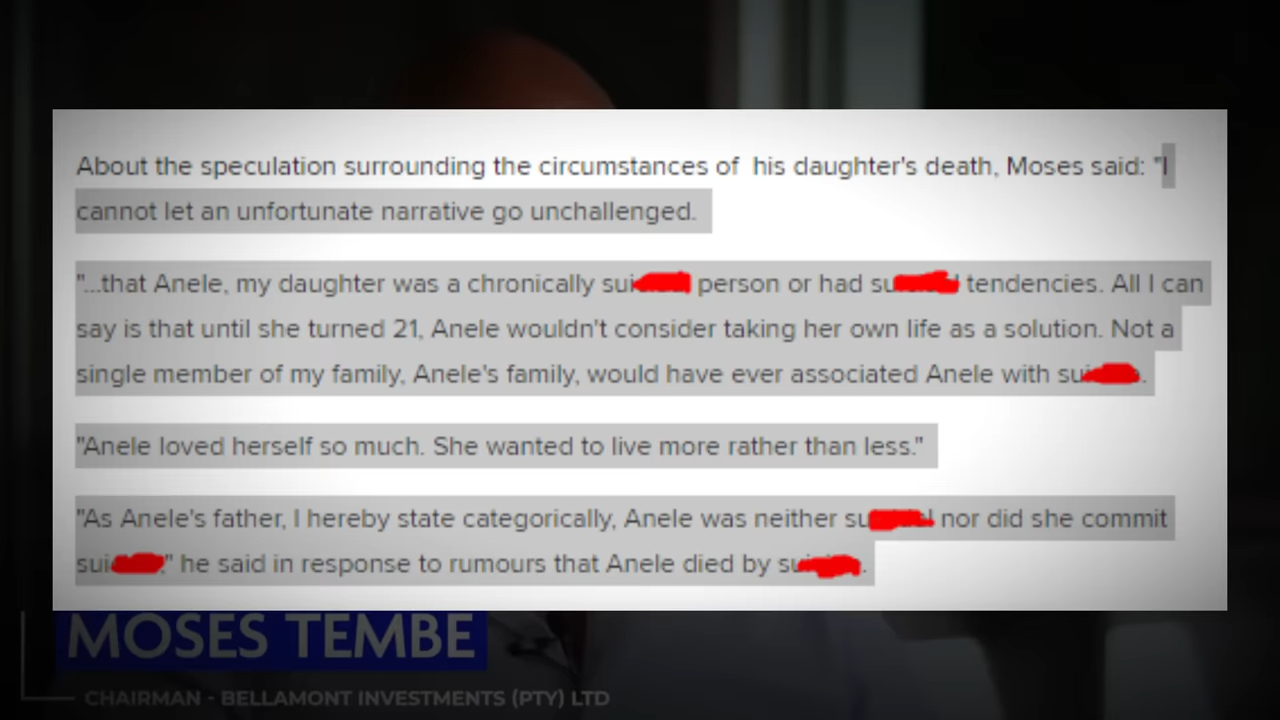 About the speculation surrounding the circumstances of his daughter's death, Moses said: "I
cannot let an unfortunate narrative go unchallenged.
"...that Anele, my daughter was a chronically person or had tendencies. All I can
say is that until she turned 21, Anele wouldn't consider taking her own life as a solution. Not a
single member of my family, Anele's family, would have ever associated Anele with .
"Anele loved herself so much. She wanted to live more rather than less."
"As Anele's father, I hereby state categorically, Anele was neither nor did she commit
" he said in response to rumours that Anele died by .
MOSES TEMBE
CHAIRMAN - BELLAMONT INVESTMENTS (PTY) LTD